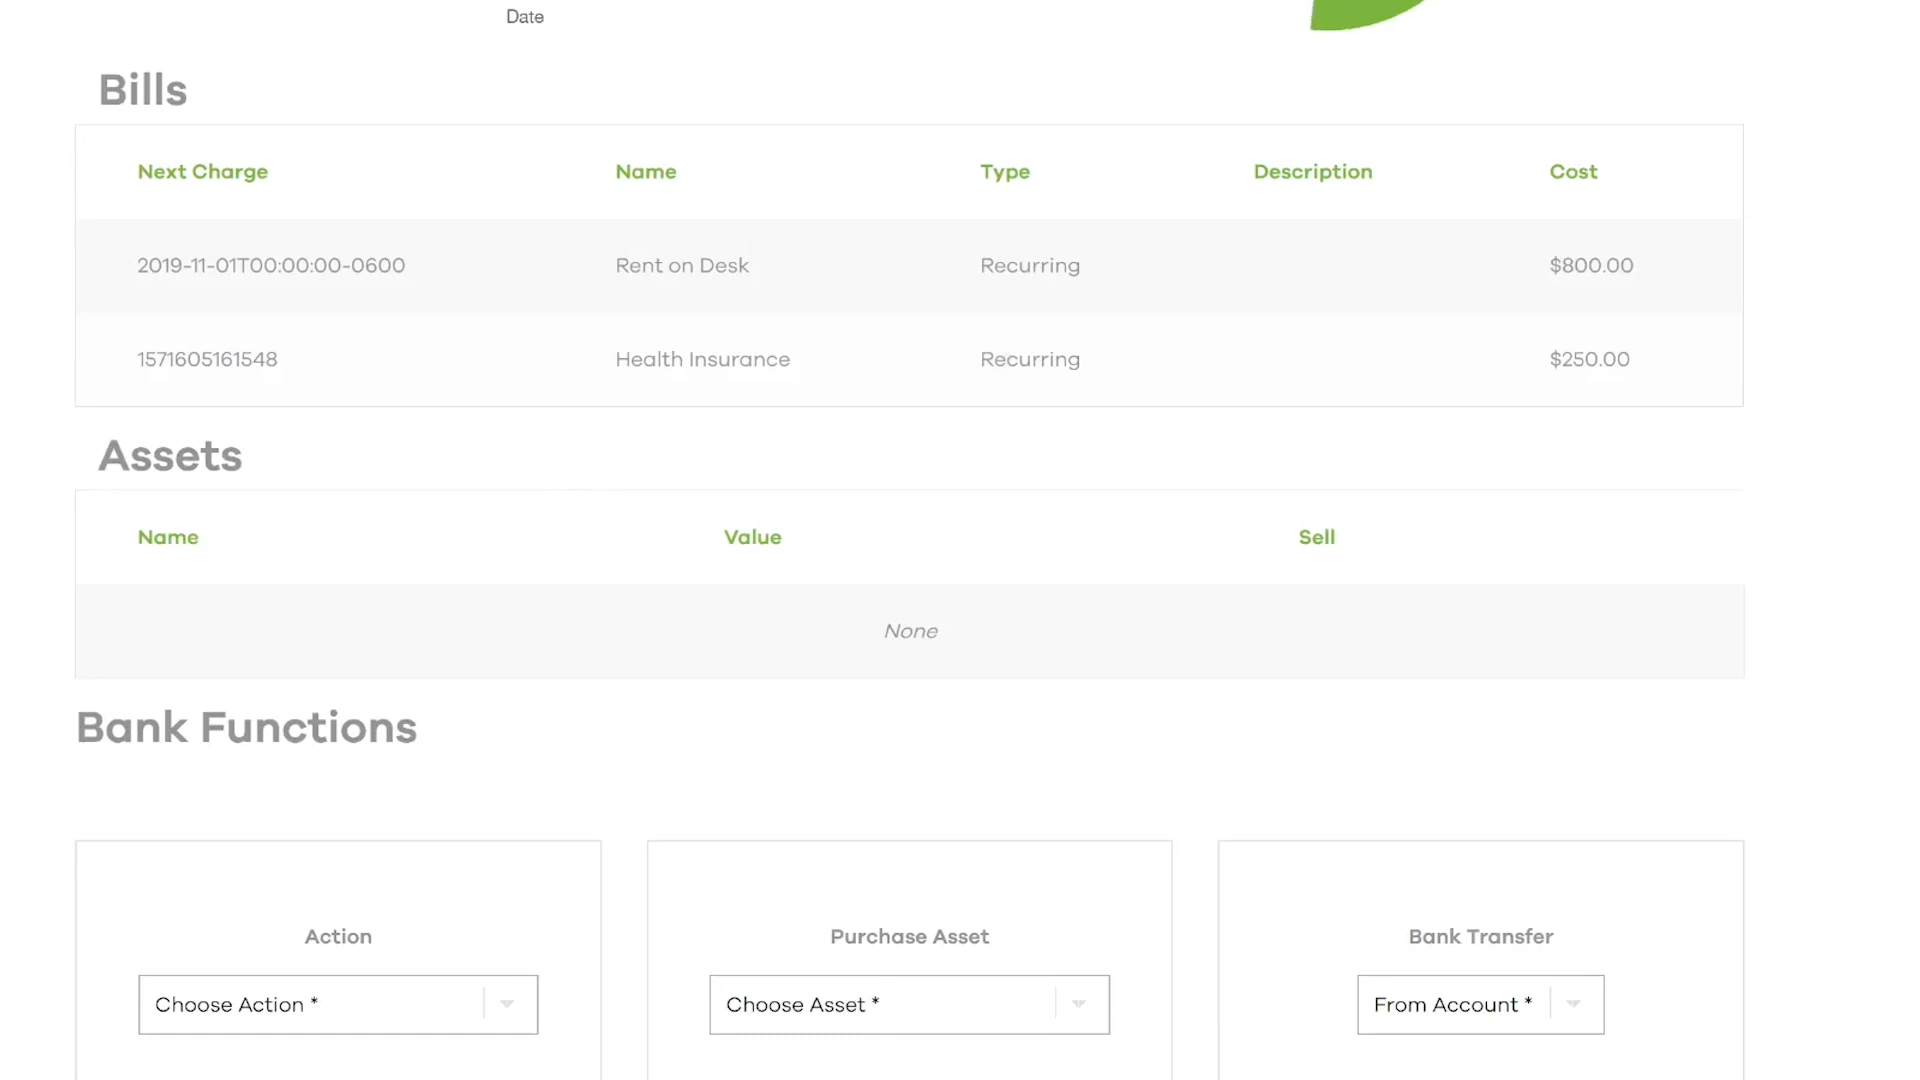 Date
Bills
Next Charge Name Type Description Cost
2019-11-01T00:00:00-0600 Rent on Desk Recurring $800.00
1571605161548 Health Insurance Recurring $250.00
Assets
Name Value Sell
None
Bank Functions
Action Purchase Asset Bank Transfer
Choose Action * Choose Asset * From Account *